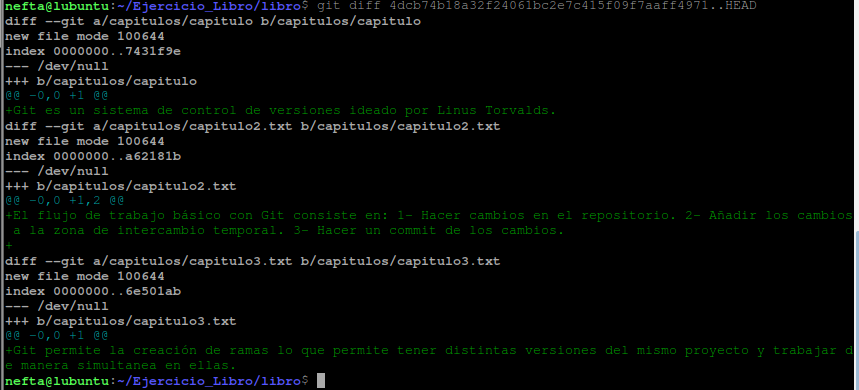 nefta@lubuntu:~/Ejercicio_Libro/libro$ git diff 4dcb74b18a32f24061bc2e7c415f09f7aaff4971..HEAD
diff --git a/capitulos/capitulo b/capitulos/capitulo
new file mode 100644
index 0000000..7431f9e
--- /dev/null
+++ b/capitulos/capitulo
@@ -0,0 +1 @@
+Git es un sistema de control de versiones ideado por Linus Torvalds.
diff --git a/capitulos/capitulo2.txt b/capitulos/capitulo2.txt
new file mode 100644
index 0000000..a62181b
--- /dev/null
+++ b/capitulos/capitulo2.txt
@@ -0,0 +1,2 @@
+El flujo de trabajo básico con Git consiste en: 1- Hacer cambios en el repositorio. 2- Añadir los cambios
 a la zona de intercambio temporal. 3- Hacer un commit de los cambios.
+
diff --git a/capitulos/capitulo3.txt b/capitulos/capitulo3.txt
new file mode 100644
index 0000000..6e501ab
--- /dev/null
+++ b/capitulos/capitulo3.txt
@@ -0,0 +1 @@
+Git permite la creación de ramas lo que permite tener distintas versiones del mismo proyecto y trabajar d
e manera simultanea en ellas.
nefta@lubuntu:~/Ejercicio_Libro/libro$